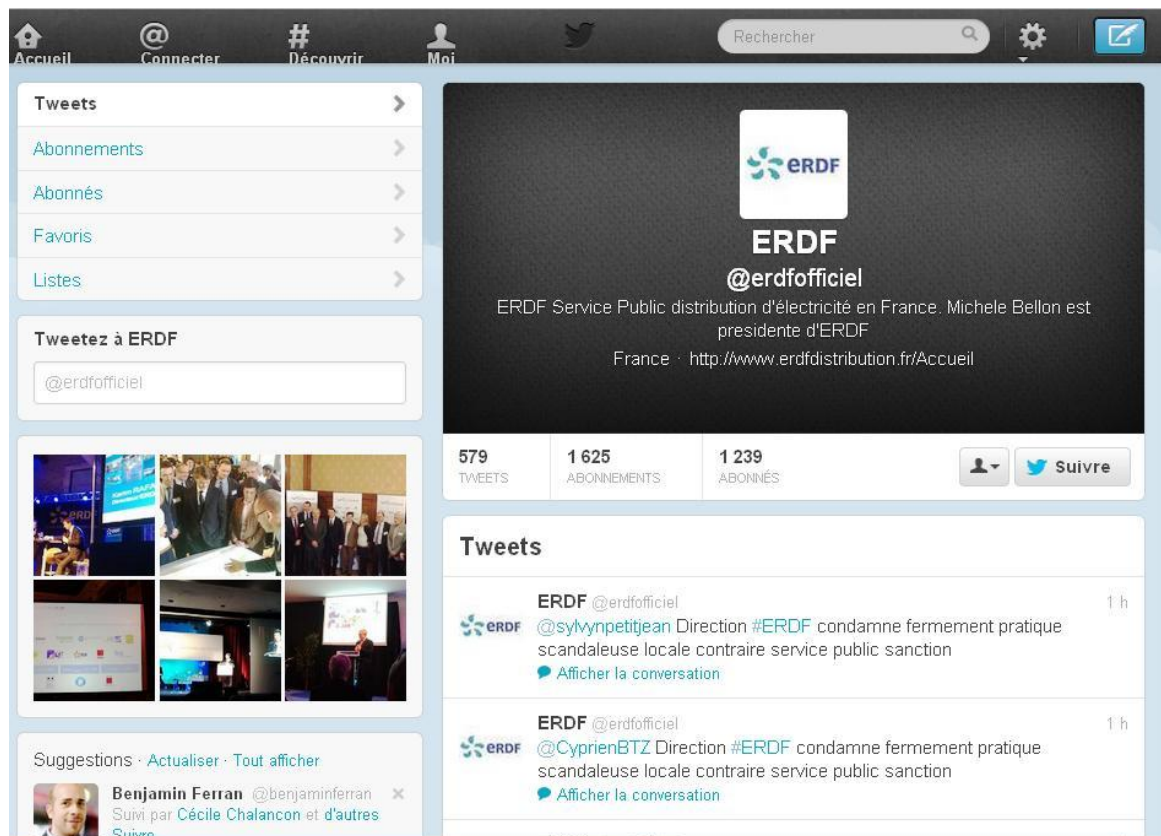 Accueil
Connecter
Découvrir
Moi
Rechercher
Tweets
Abonnements
Abonnés
Favoris
Listes
Tweetez à ERDF
@erdfofficiel
Suggestions · Actualiser · Tout afficher
Benjamin Ferran @benjaminferran
Suivi par Cécile Chalancon et d'autres
Suivre
ERDF
ERDF
@erdfofficiel
ERDF Service Public distribution d'électricité en France. Michele Bellon est
presidente d'ERDF
France · http://www.erdfdistribution.fr/Accueil
579
TWEETS
1 625
ABONNEMENTS
1 239
ABONNÉS
Suivre
Tweets
ERDF @erdfofficiel 1 h
ERDF
@sylvynpetitjean Direction #ERDF condamne fermement pratique
scandaleuse locale contraire service public sanction
Afficher la conversation
ERDF @erdfofficiel 1 h
ERDF
@CyprienBTZ Direction #ERDF condamne fermement pratique
scandaleuse locale contraire service public sanction
Afficher la conversation